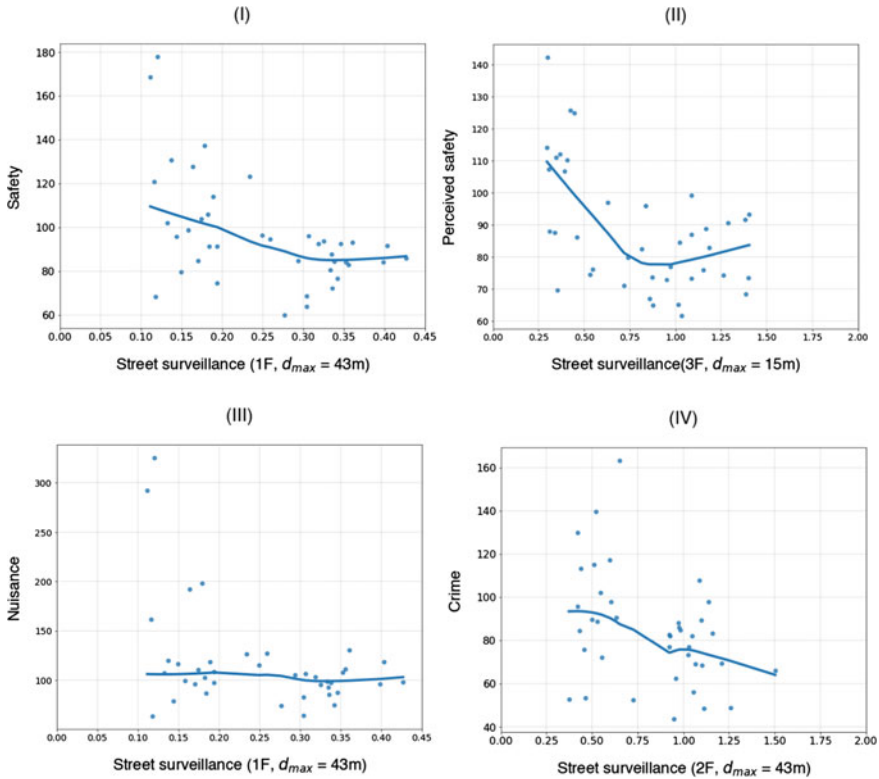 (I)
180
160
140
120
100
80
60
Safety
0.00 0.05 0.10 0.15 0.20 0.25 0.30 0.35 0.40 0.45
Street surveillance (1F, dmax = 43m)
(II)
140
130
120
110
100
90
80
70
60
Perceived safety
0.00 0.25 0.50 0.75 1.00 1.25 1.50 1.75 2.00
Street surveillance(3F, dmax = 15m)
(III)
300
250
200
150
100
50
Nuisance
0.00 0.05 0.10 0.15 0.20 0.25 0.30 0.35 0.40 0.45
Street surveillance (1F, dmax = 43m)
(IV)
160
140
120
100
80
60
40
Crime
0.00 0.25 0.50 0.75 1.00 1.25 1.50 1.75 2.00
Street surveillance (2F, dmax = 43m)